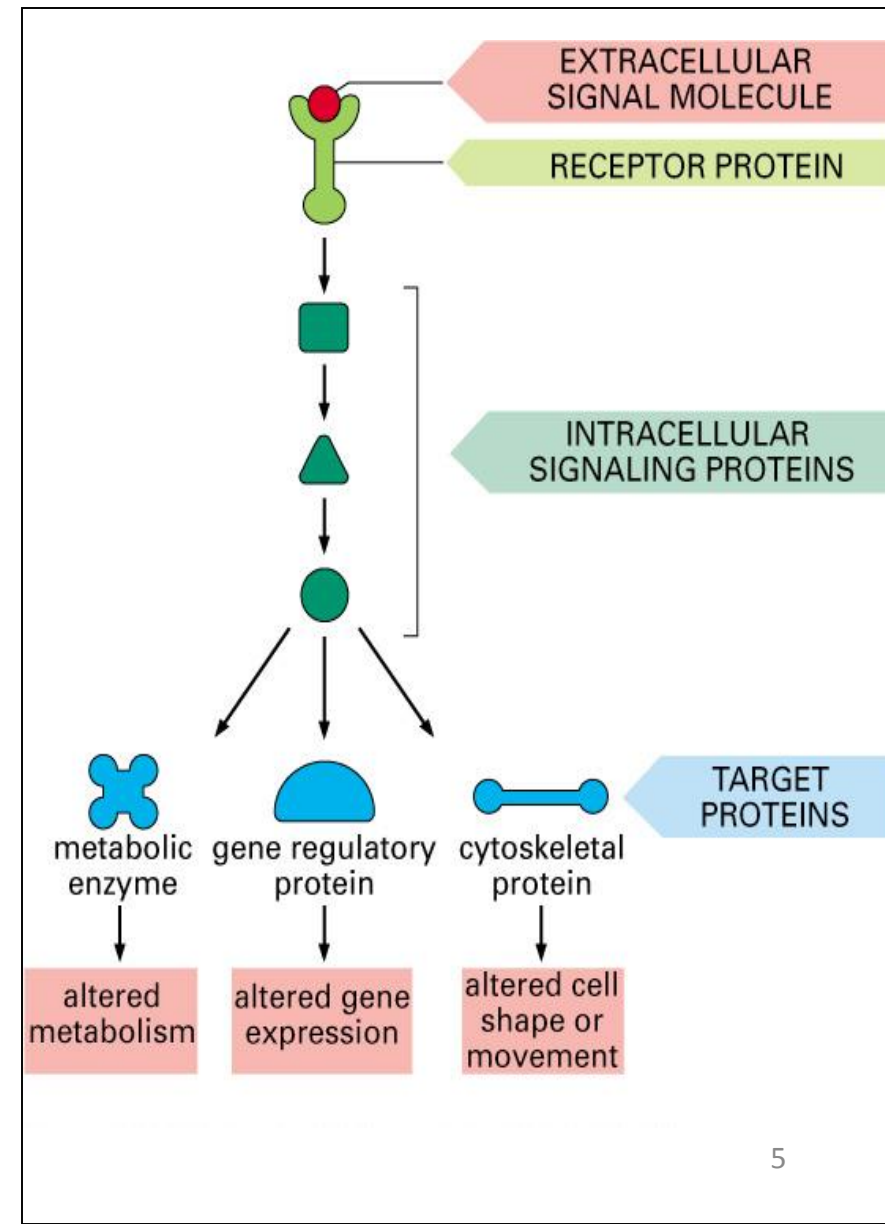 EXTRACELLULAR
SIGNAL MOLECULE
RECEPTOR PROTEIN
INTRACELLULAR
SIGNALING PROTEINS
TARGET
PROTEINS
metabolic
enzyme
gene regulatory
protein
cytoskeletal
protein
altered
metabolism
altered gene
expression
altered cell
shape or
movement
5